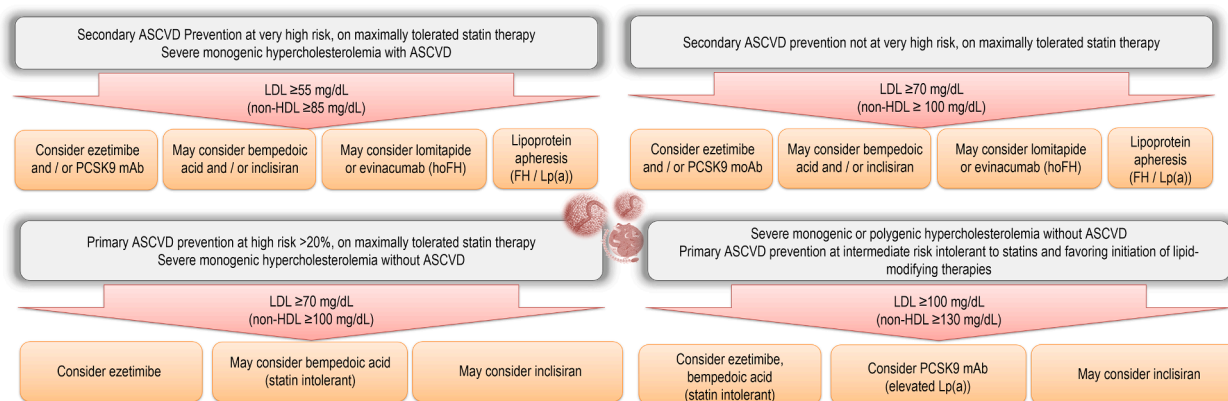 Secondary ASCVD Prevention at very high risk, on maximally tolerated statin therapy
Severe monogenic hypercholesterolemia with ASCVD
LDL ≥55 mg/dL
(non-HDL ≥85 mg/dL)
Consider ezetimibe
and / or PCSK9 mAb
May consider bempedoic
acid and / or inclisiran
May consider lomitapide
or evinacumab (hoFH)
Lipoprotein
apheresis
(FH / Lp(a))
Secondary ASCVD prevention not at very high risk, on maximally tolerated statin therapy
LDL ≥70 mg/dL
(non-HDL ≥ 100 mg/dL)
Consider ezetimibe
and / or PCSK9 moAb
May consider bempedoic
acid and / or inclisiran
May consider lomitapide
or evinacumab (hoFH)
Lipoprotein
apheresis
(FH / Lp(a))
Primary ASCVD prevention at high risk >20%, on maximally tolerated statin therapy
Severe monogenic hypercholesterolemia without ASCVD
LDL ≥70 mg/dL
(non-HDL ≥100 mg/dL)
Consider ezetimibe
May consider bempedoic acid
(statin intolerant)
May consider inclisiran
Severe monogenic or polygenic hypercholesterolemia without ASCVD
Primary ASCVD prevention at intermediate risk intolerant to statins and favoring initiation of lipid-
modifying therapies
LDL ≥100 mg/dL
(non-HDL ≥130 mg/dL)
Consider ezetimibe,
bempedoic acid
(statin intolerant)
Consider PCSK9 mAb
(elevated Lp(a))
May consider inclisiran